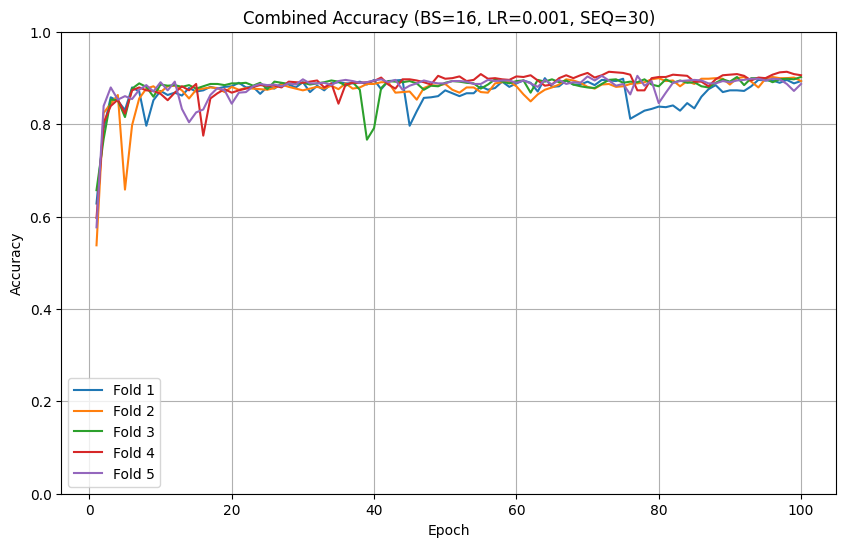 Combined Accuracy (BS=16, LR=0.001, SEQ=30)
1.0
0.8
0.6
0.4
0.2
0.0
Accuracy
Fold 1
Fold 2
Fold 3
Fold 4
Fold 5
0 20 40 60 80 100
Epoch